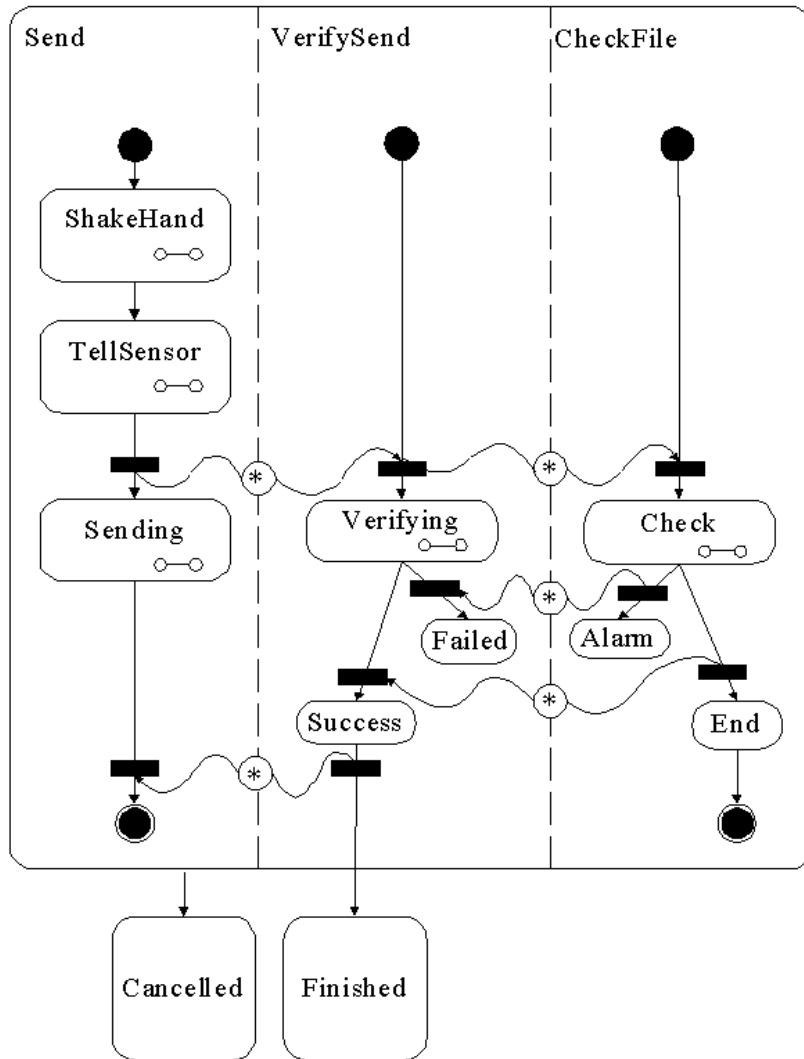 Send
VerifySend
CheckFile
ShakeHand
TellSensor
*
*
Sending
Verifying
Check
*
Failed
Alarm
*
Success
End
*
Cancelled
Finished